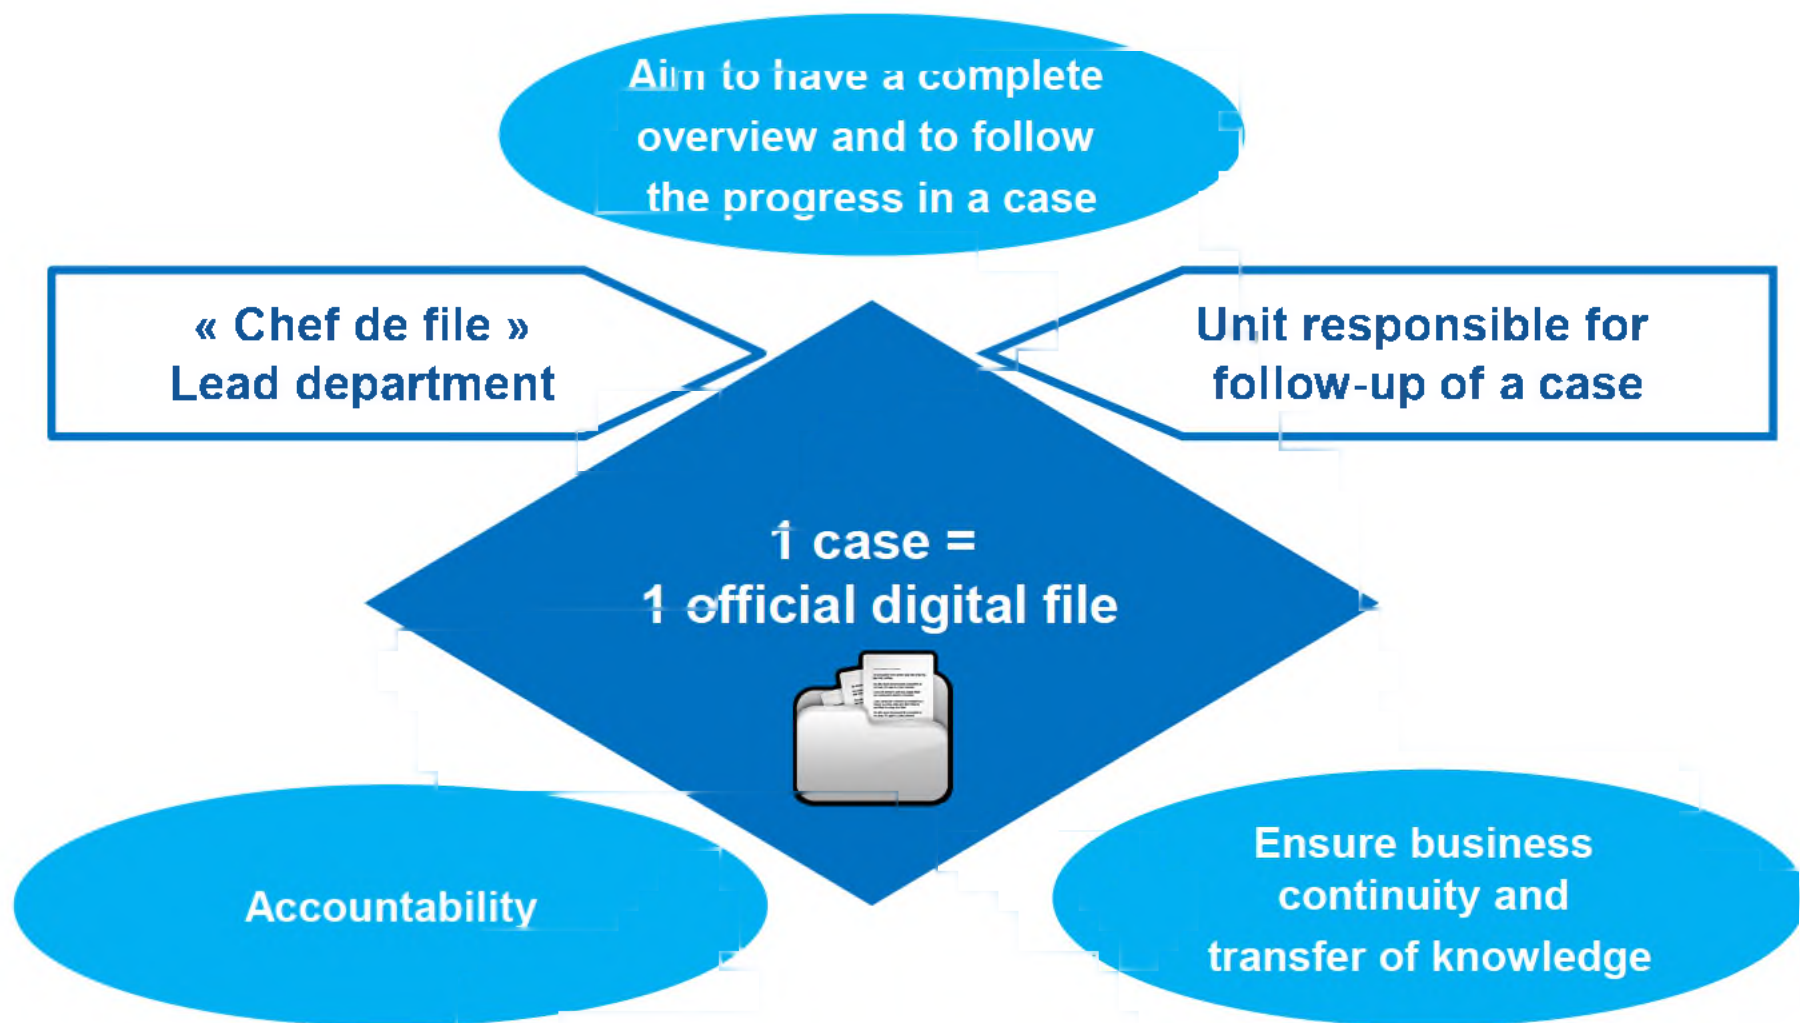 Aim to have a complete
overview and to follow
the progress in a case
« Chef de file »
Lead department
Unit responsible for
follow-up of a case
1 case =
1 official digital file
Accountability
Ensure business
continuity and
transfer of knowledge